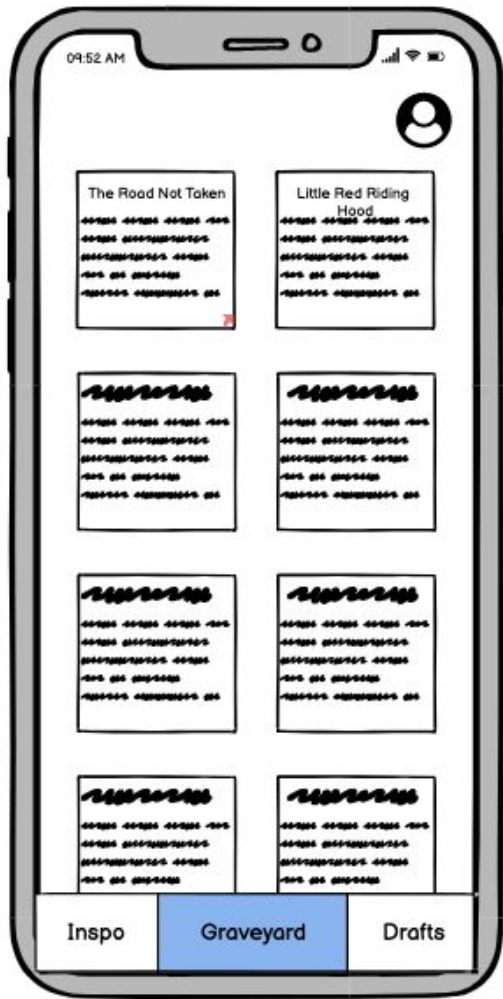 09:52 AM
The Road Not Taken
Little Red Riding
Hood
Inspo
Graveyard
Drafts